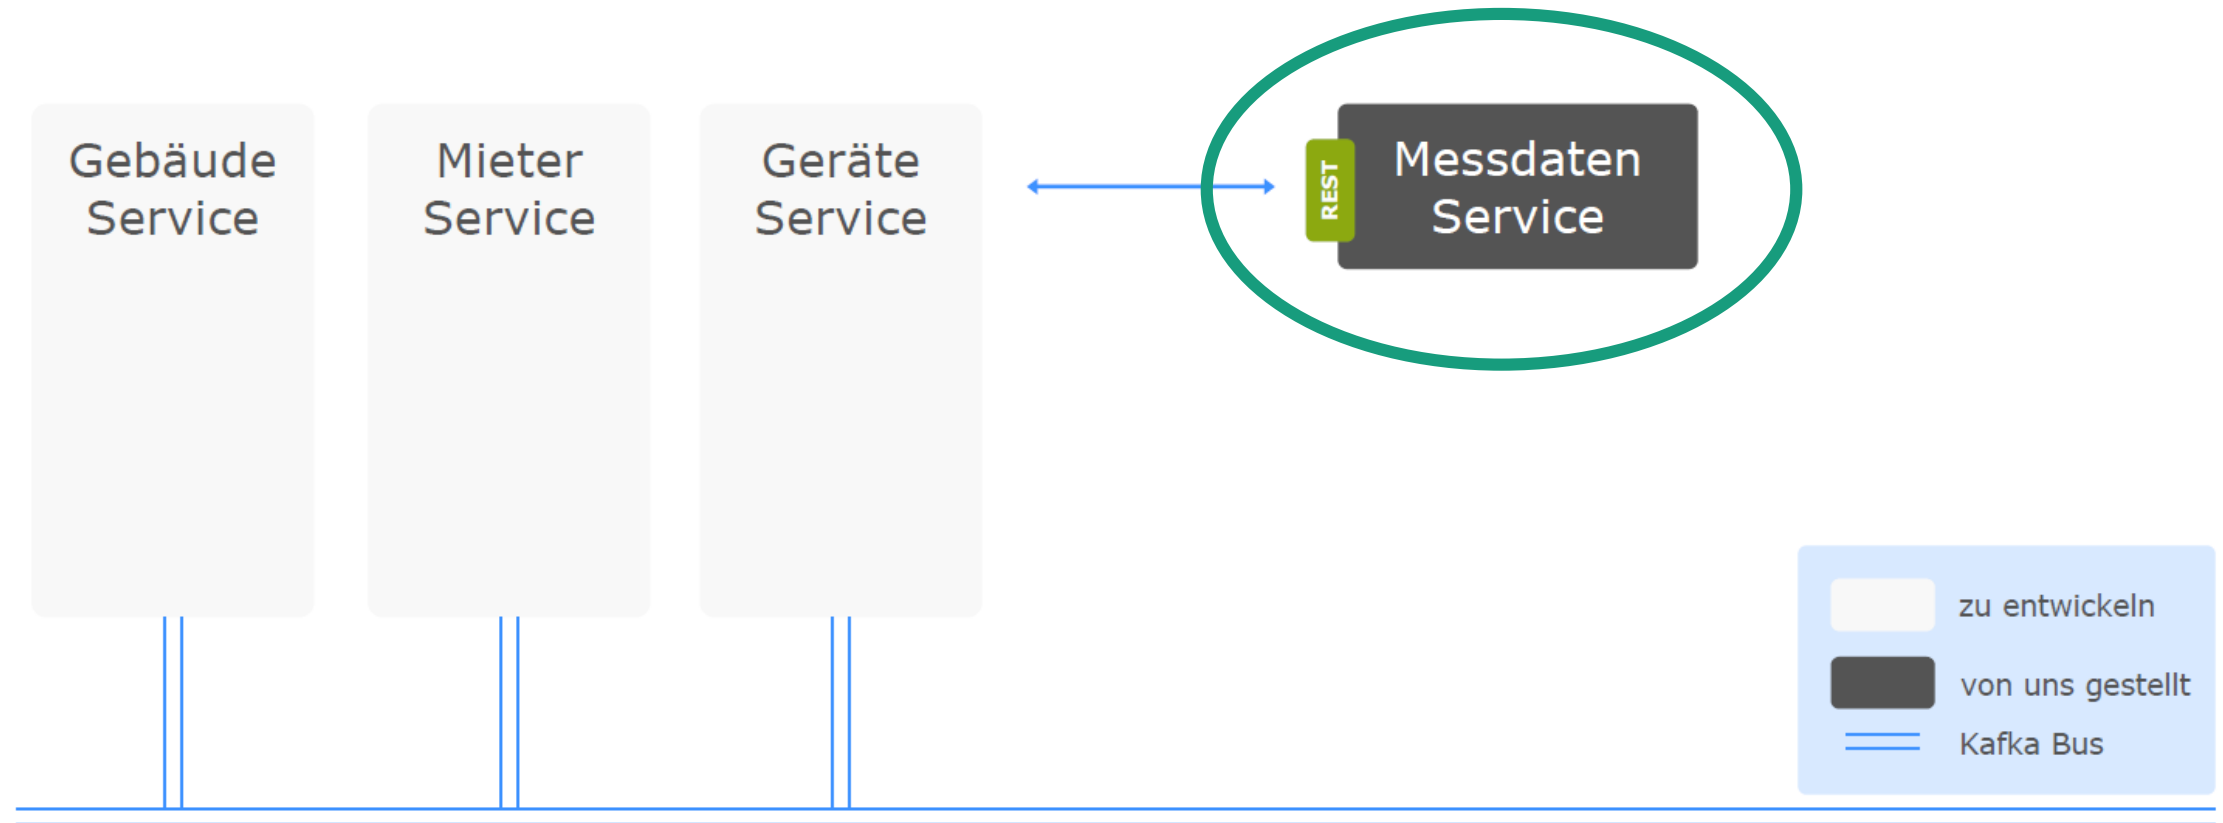 Gebäude
Service
Mieter
Service
Geräte
Service
REST
Messdaten
Service
zu entwickeln
von uns gestellt
Kafka Bus